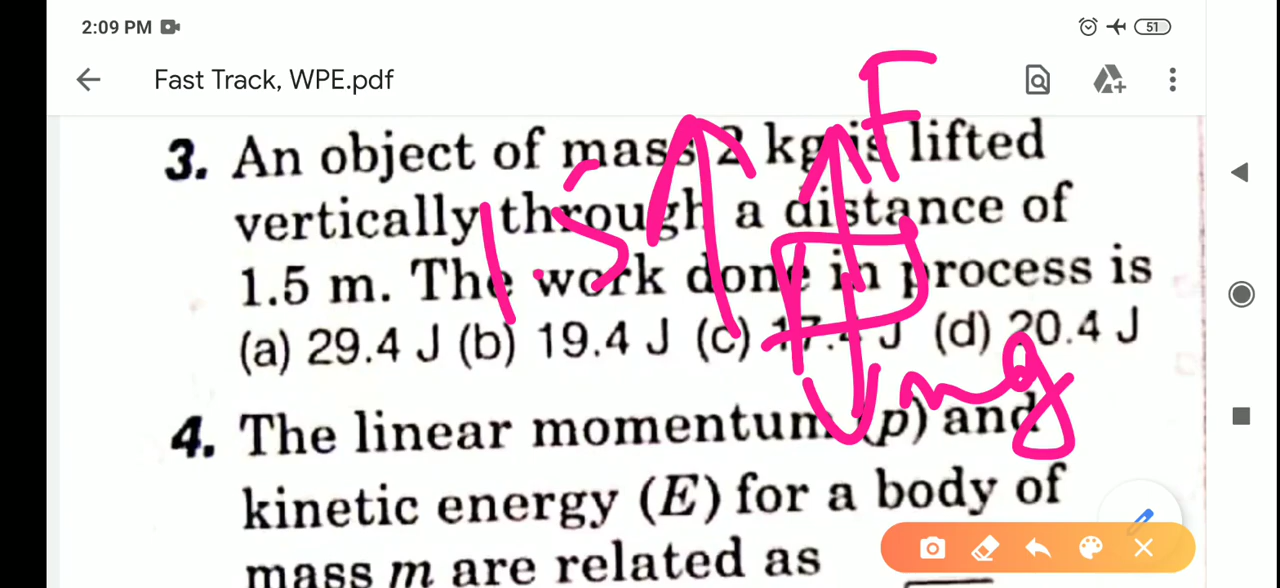 2:09 PM 51
Fast Track, WPE.pdf
3. An object of mass 2 kg is lifted
vertically through a distance of
1.5 m. The work done in process is
(a) 29.4 J (b) 19.4 J (c) 17.4 J (d) 20.4 J
4. The linear momentum (p) and
kinetic energy (E) for a body of
mass m are related as
F
1.5
mg